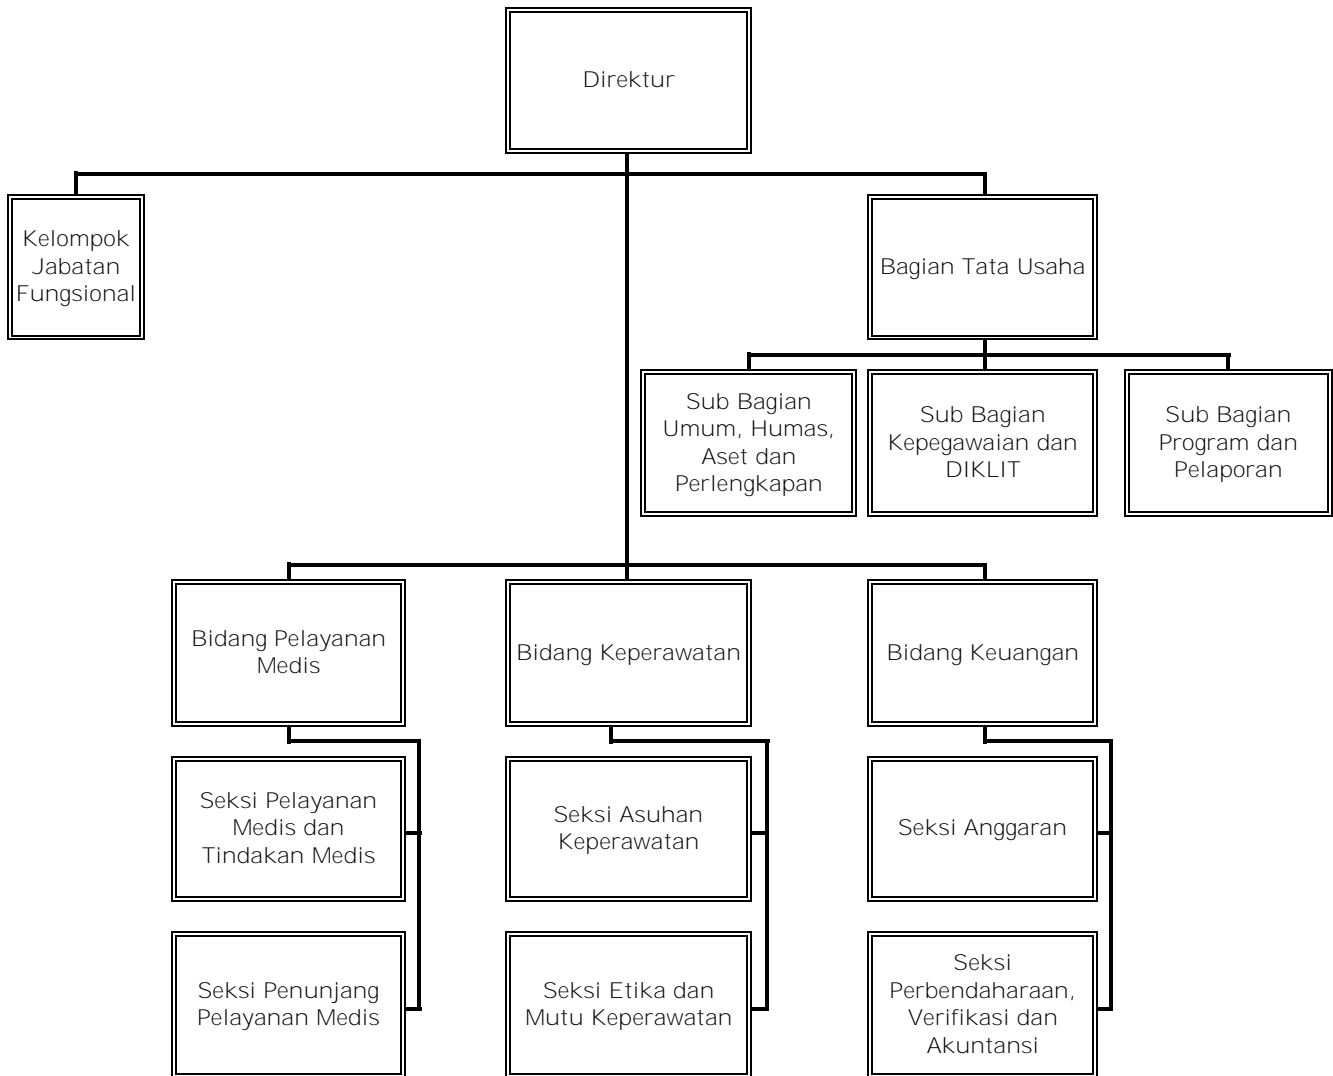 Direktur
Kelompok
Jabatan
Fungsional
Bagian Tata Usaha
Sub Bagian
Umum, Humas,
Aset dan
Perlengkapan
Sub Bagian
Kepegawaian dan
DIKLIT
Sub Bagian
Program dan
Pelaporan
Bidang Pelayanan
Medis
Bidang Keperawatan
Bidang Keuangan
Seksi Pelayanan
Medis dan
Tindakan Medis
Seksi Asuhan
Keperawatan
Seksi Anggaran
Seksi Penunjang
Pelayanan Medis
Seksi Etika dan
Mutu Keperawatan
Seksi
Perbendaharaan,
Verifikasi dan
Akuntansi